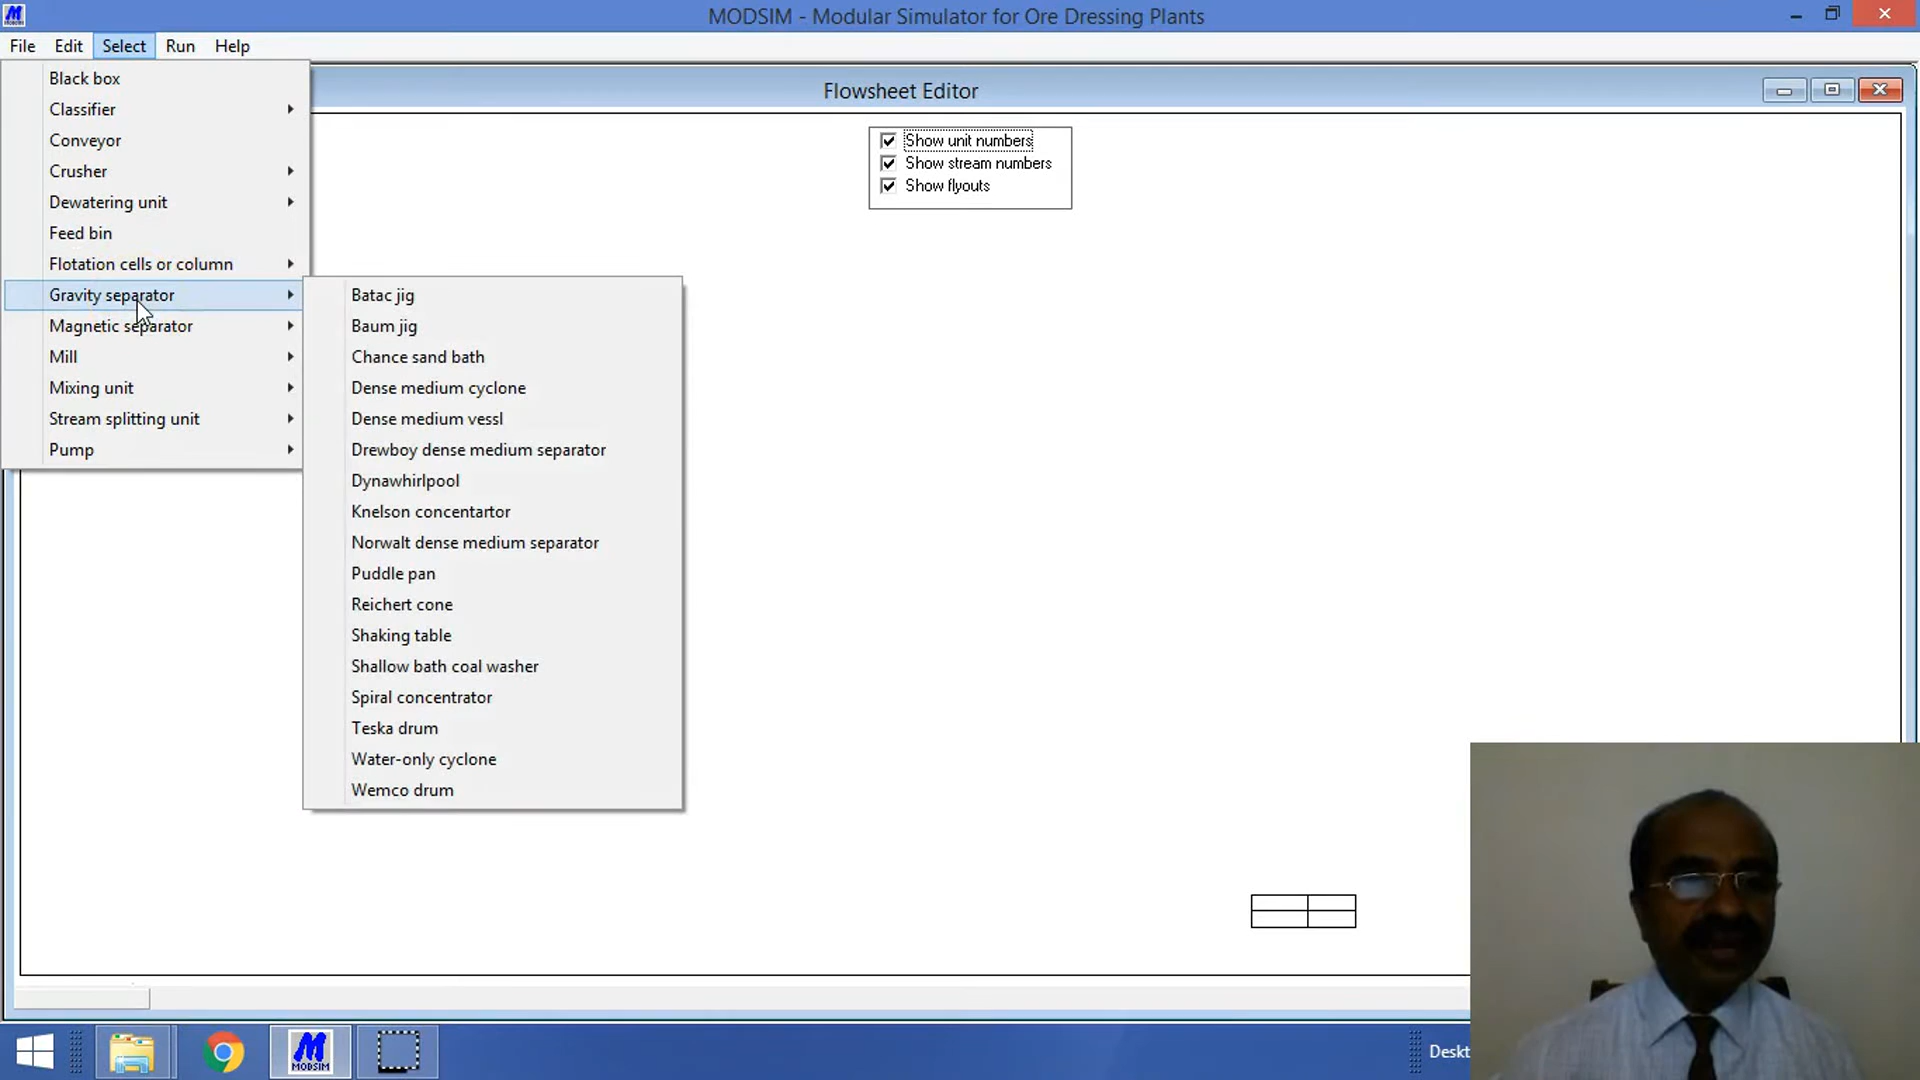 MODSIM - Modular Simulator for Ore Dressing Plants
File Edit Select Run Help
Flowsheet Editor
Show unit numbers
Show stream numbers
Show flyouts
Black box
Classifier
Conveyor
Crusher
Dewatering unit
Feed bin
Flotation cells or column
Gravity separator
Magnetic separator
Mill
Mixing unit
Stream splitting unit
Pump
Batac jig
Baum jig
Chance sand bath
Dense medium cyclone
Dense medium vessl
Drewboy dense medium separator
Dynawhirlpool
Knelson concentartor
Norwalt dense medium separator
Puddle pan
Reichert cone
Shaking table
Shallow bath coal washer
Spiral concentrator
Teska drum
Water-only cyclone
Wemco drum
MODSIM
Deskt